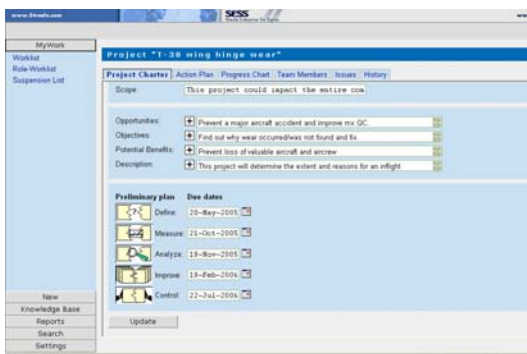 SESS
MyWork
Worklist
Role-Worklist
Suspension List
Project "T-38 wing hinge wear"
Project Charter Action Plan Progress Chart Team Members Issues History
Scope: This project could impact the entire com
Opportunities: Prevent a major aircraft accident and improve mx QC.
Objectives: Find out why wear occurred/was not found and fix.
Potential Benefits: Prevent loss of valuable aircraft and aircrew
Description: This project will determine the extent and reasons for an inflight
Preliminary plan Due dates
Define: 20-May-2005
Measure: 21-Oct-2005
Analyze: 18-Nov-2005
Improve: 18-Feb-2006
Control: 22-Jul-2006
Update
New
Knowledge Base
Reports
Search
Settings